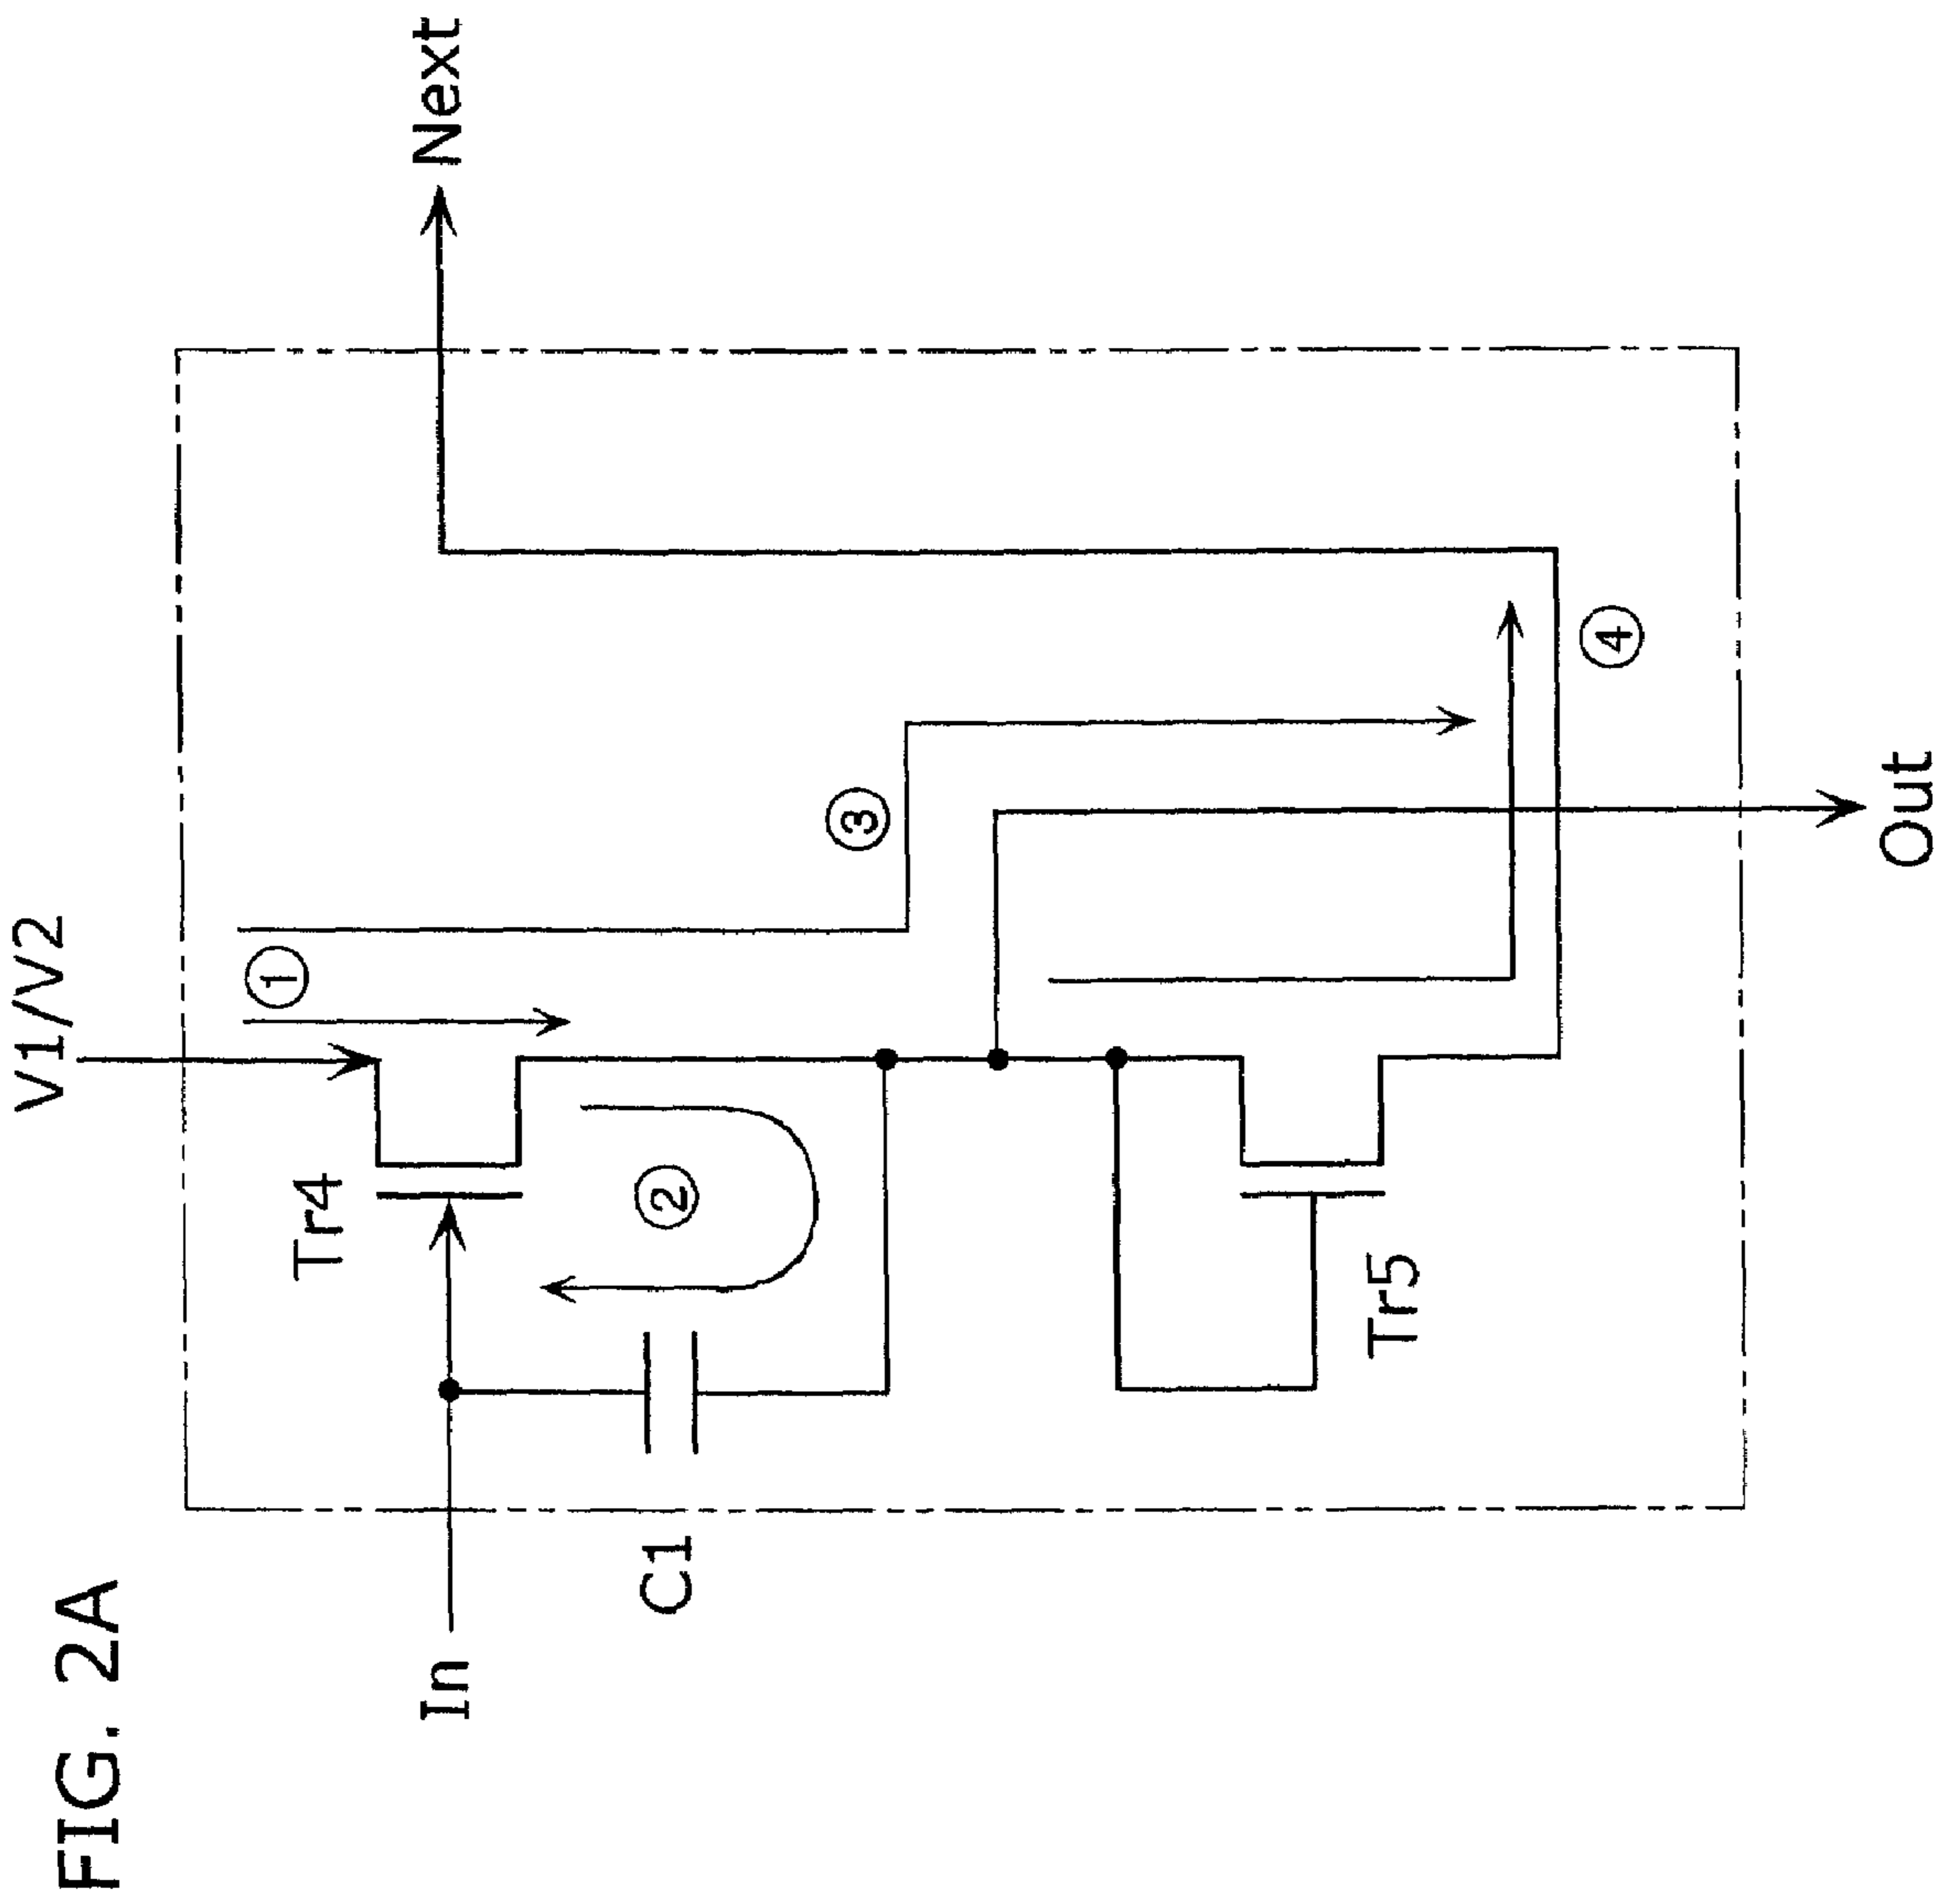 FIG. 2A
V1/V2
Next
In
Tr4
C1
Tr5
Out
①
②
③
④